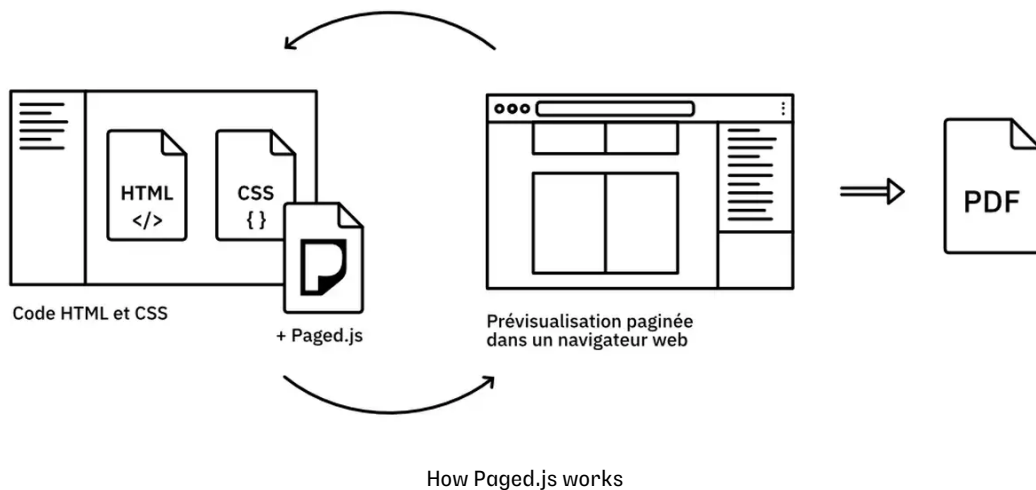 HTML
</>
CSS
{ }
PDF
Code HTML et CSS
+ Paged.js
Prévisualisation paginée
dans un navigateur web
How Paged.js works